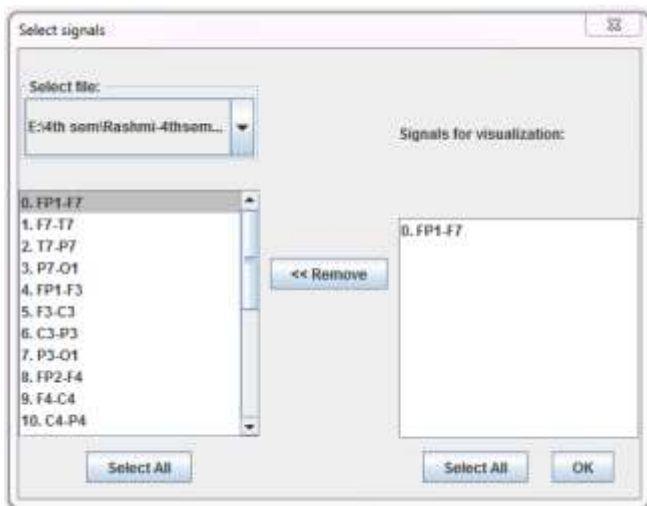 Select signals
Select file:
E:\4th sem\Rashmi-4thsem...
Signals for visualization:
0. FP1-F7
1. F7-T7
2. T7-P7
3. P7-O1
4. FP1-F3
5. F3-C3
6. C3-P3
7. P3-O1
8. FP2-F4
9. F4-C4
10. C4-P4
<< Remove
0. FP1-F7
Select All
Select All
OK